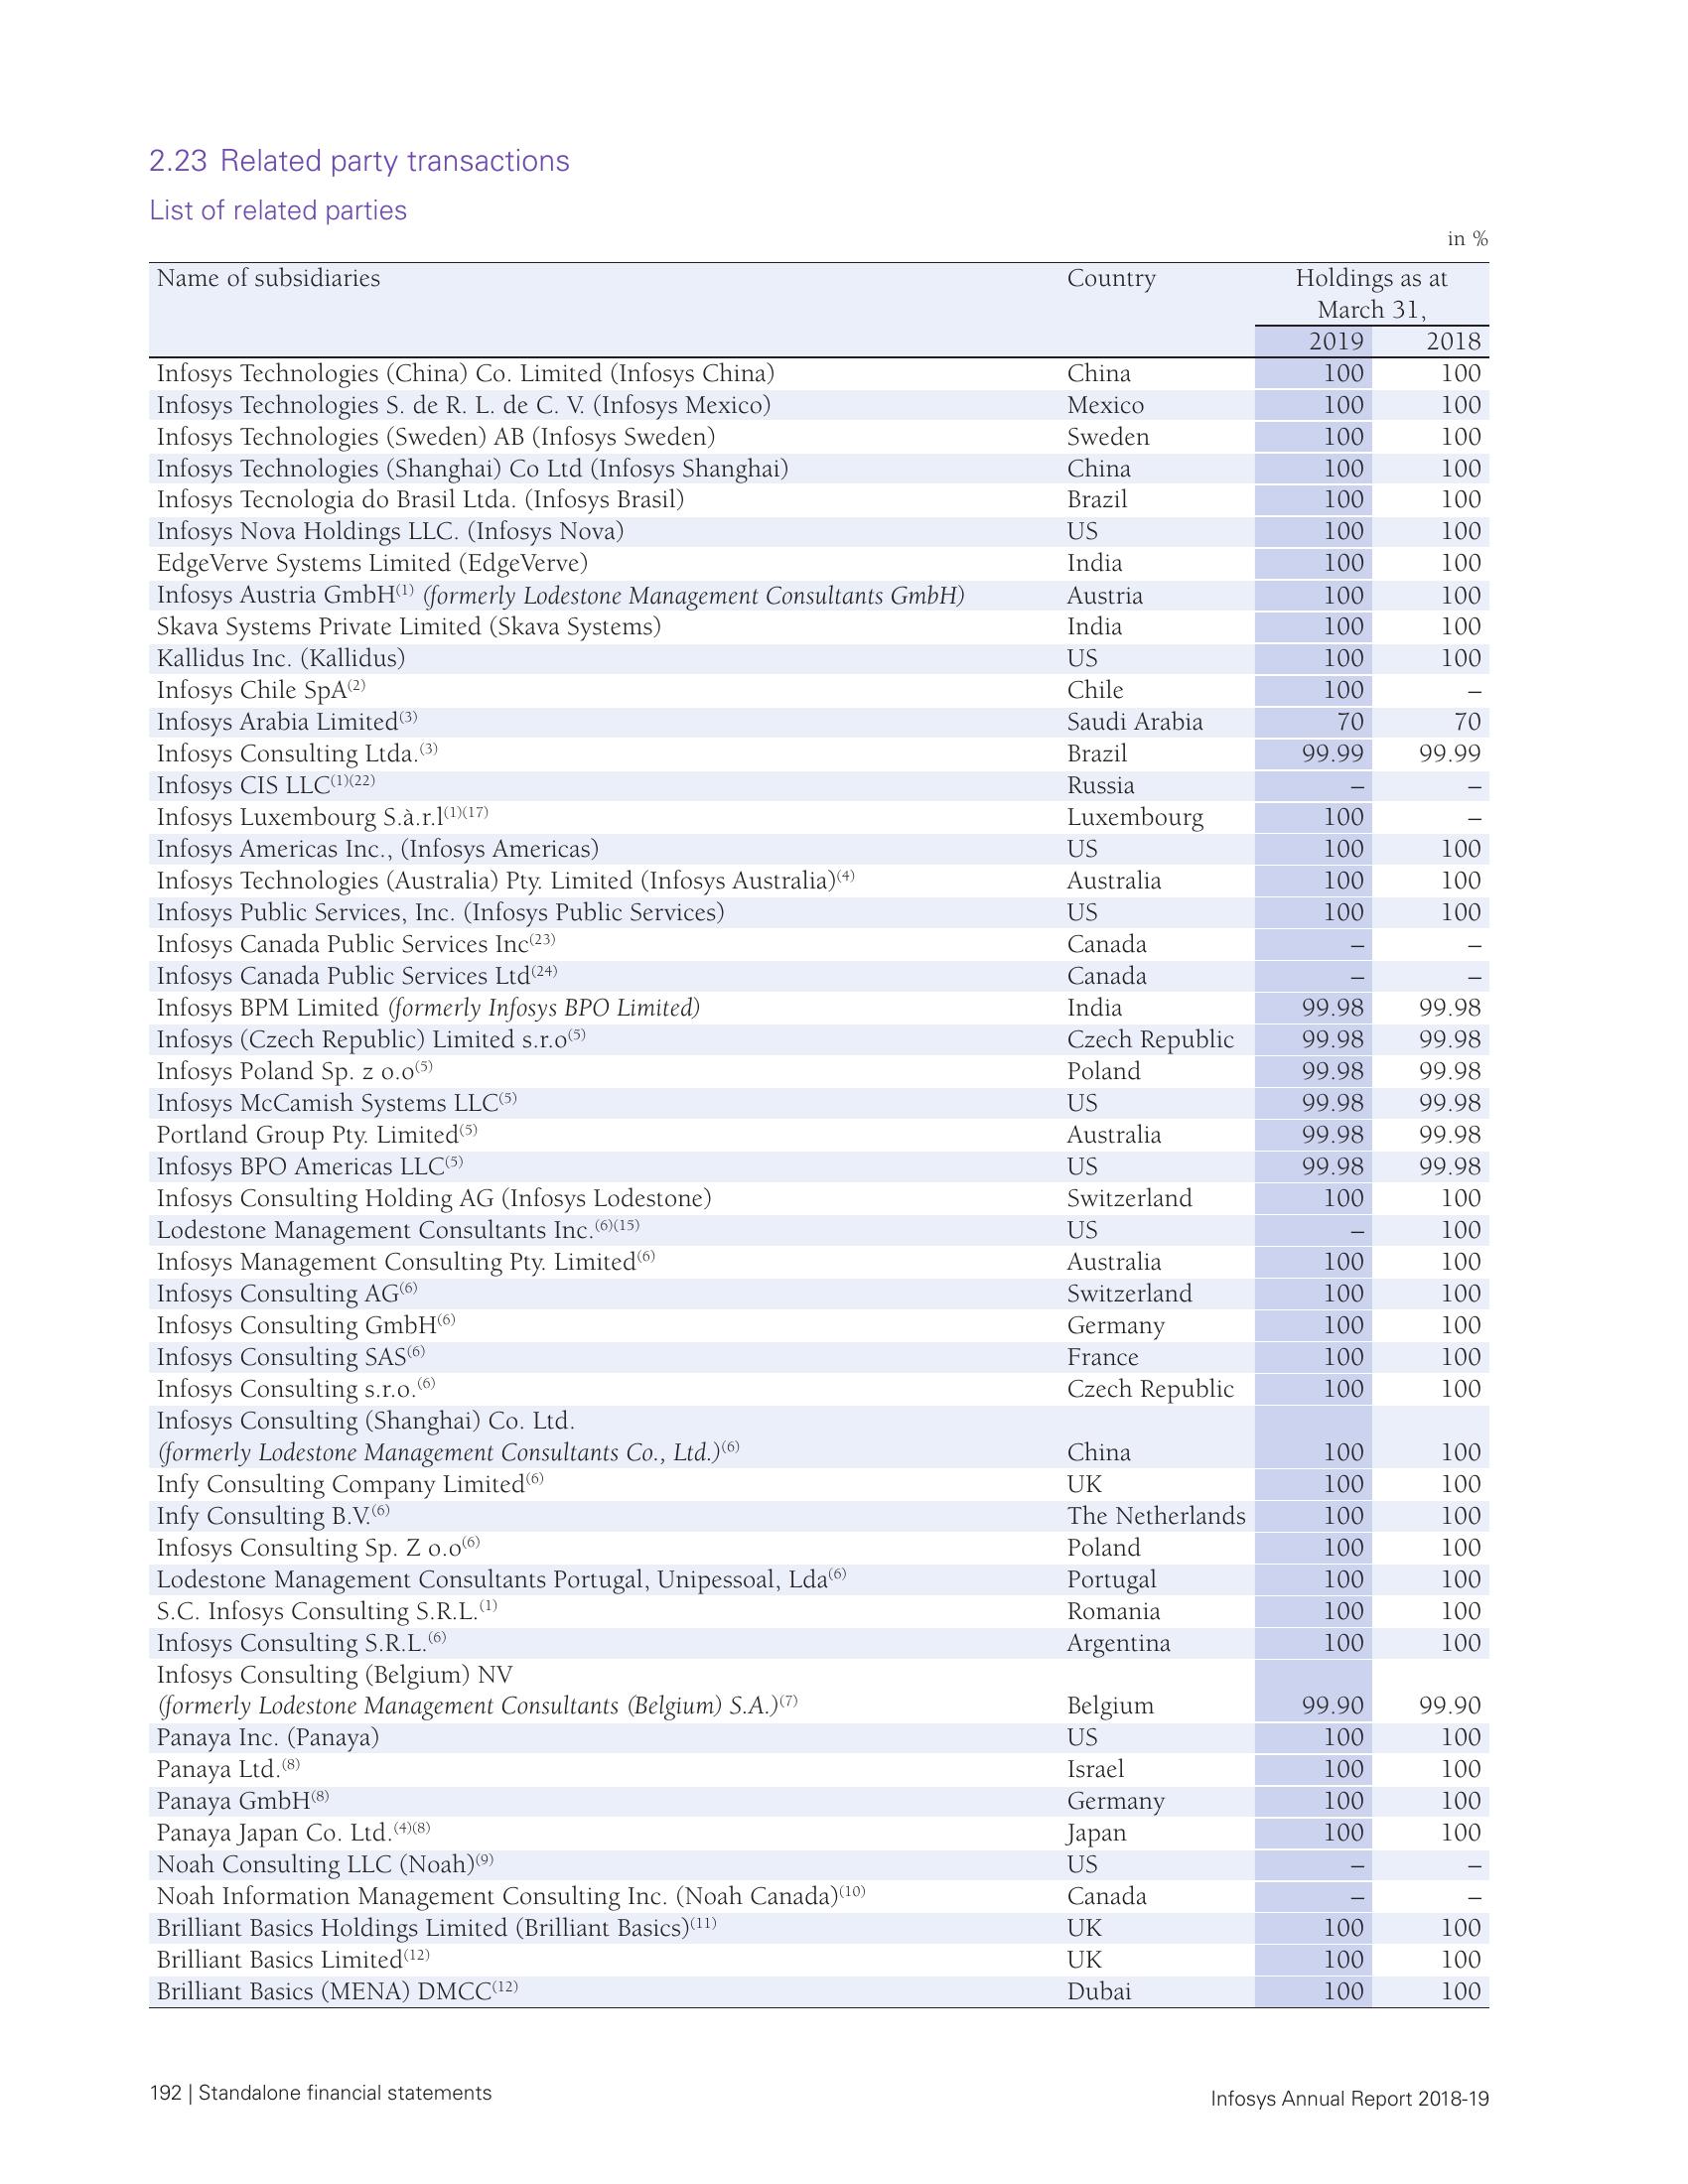 2.23 Related party transactions
List of related parties
in %
Name of subsidiaries Country Holdings as at
March 31,
2019 2018
Infosys Technologies (China) Co. Limited (Infosys China) China 100 100
Infosys Technologies S. de R. L. de C. V. (Infosys Mexico) Mexico 100 100
Infosys Technologies (Sweden) AB (Infosys Sweden) Sweden 100 100
Infosys Technologies (Shanghai) Co Ltd (Infosys Shanghai) China 100 100
Infosys Tecnologia do Brasil Ltda. (Infosys Brasil) Brazil 100 100
Infosys Nova Holdings LLC. (Infosys Nova) US 100 100
EdgeVerve Systems Limited (EdgeVerve) India 100 100
Infosys Austria GmbH(1) (formerly Lodestone Management Consultants GmbH) Austria 100 100
Skava Systems Private Limited (Skava Systems) India 100 100
Kallidus Inc. (Kallidus) US 100 100
Infosys Chile SpA(2) Chile 100 –
Infosys Arabia Limited(3) Saudi Arabia 70 70
Infosys Consulting Ltda.(3) Brazil 99.99 99.99
Infosys CIS LLC(1)(22) Russia – –
Infosys Luxembourg S.à.r.l(1)(17) Luxembourg 100 –
Infosys Americas Inc., (Infosys Americas) US 100 100
Infosys Technologies (Australia) Pty. Limited (Infosys Australia)(4) Australia 100 100
Infosys Public Services, Inc. (Infosys Public Services) US 100 100
Infosys Canada Public Services Inc(23) Canada – –
Infosys Canada Public Services Ltd(24) Canada – –
Infosys BPM Limited (formerly Infosys BPO Limited) India 99.98 99.98
Infosys (Czech Republic) Limited s.r.o(5) Czech Republic 99.98 99.98
Infosys Poland Sp. z o.o(5) Poland 99.98 99.98
Infosys McCamish Systems LLC(5) US 99.98 99.98
Portland Group Pty. Limited(5) Australia 99.98 99.98
Infosys BPO Americas LLC(5) US 99.98 99.98
Infosys Consulting Holding AG (Infosys Lodestone) Switzerland 100 100
Lodestone Management Consultants Inc.(6)(15) US – 100
Infosys Management Consulting Pty. Limited(6) Australia 100 100
Infosys Consulting AG(6) Switzerland 100 100
Infosys Consulting GmbH(6) Germany 100 100
Infosys Consulting SAS(6) France 100 100
Infosys Consulting s.r.o.(6) Czech Republic 100 100
Infosys Consulting (Shanghai) Co. Ltd.
(formerly Lodestone Management Consultants Co., Ltd.)(6) China 100 100
Infy Consulting Company Limited(6) UK 100 100
Infy Consulting B.V.(6) The Netherlands 100 100
Infosys Consulting Sp. Z o.o(6) Poland 100 100
Lodestone Management Consultants Portugal, Unipessoal, Lda(6) Portugal 100 100
S.C. Infosys Consulting S.R.L.(1) Romania 100 100
Infosys Consulting S.R.L.(6) Argentina 100 100
Infosys Consulting (Belgium) NV
(formerly Lodestone Management Consultants (Belgium) S.A.)(7) Belgium 99.90 99.90
Panaya Inc. (Panaya) US 100 100
Panaya Ltd.(8) Israel 100 100
Panaya GmbH(8) Germany 100 100
Panaya Japan Co. Ltd.(4)(8) Japan 100 100
Noah Consulting LLC (Noah)(9) US – –
Noah Information Management Consulting Inc. (Noah Canada)(10) Canada – –
Brilliant Basics Holdings Limited (Brilliant Basics)(11) UK 100 100
Brilliant Basics Limited(12) UK 100 100
Brilliant Basics (MENA) DMCC(12) Dubai 100 100
192 | Standalone financial statements
Infosys Annual Report 2018-19